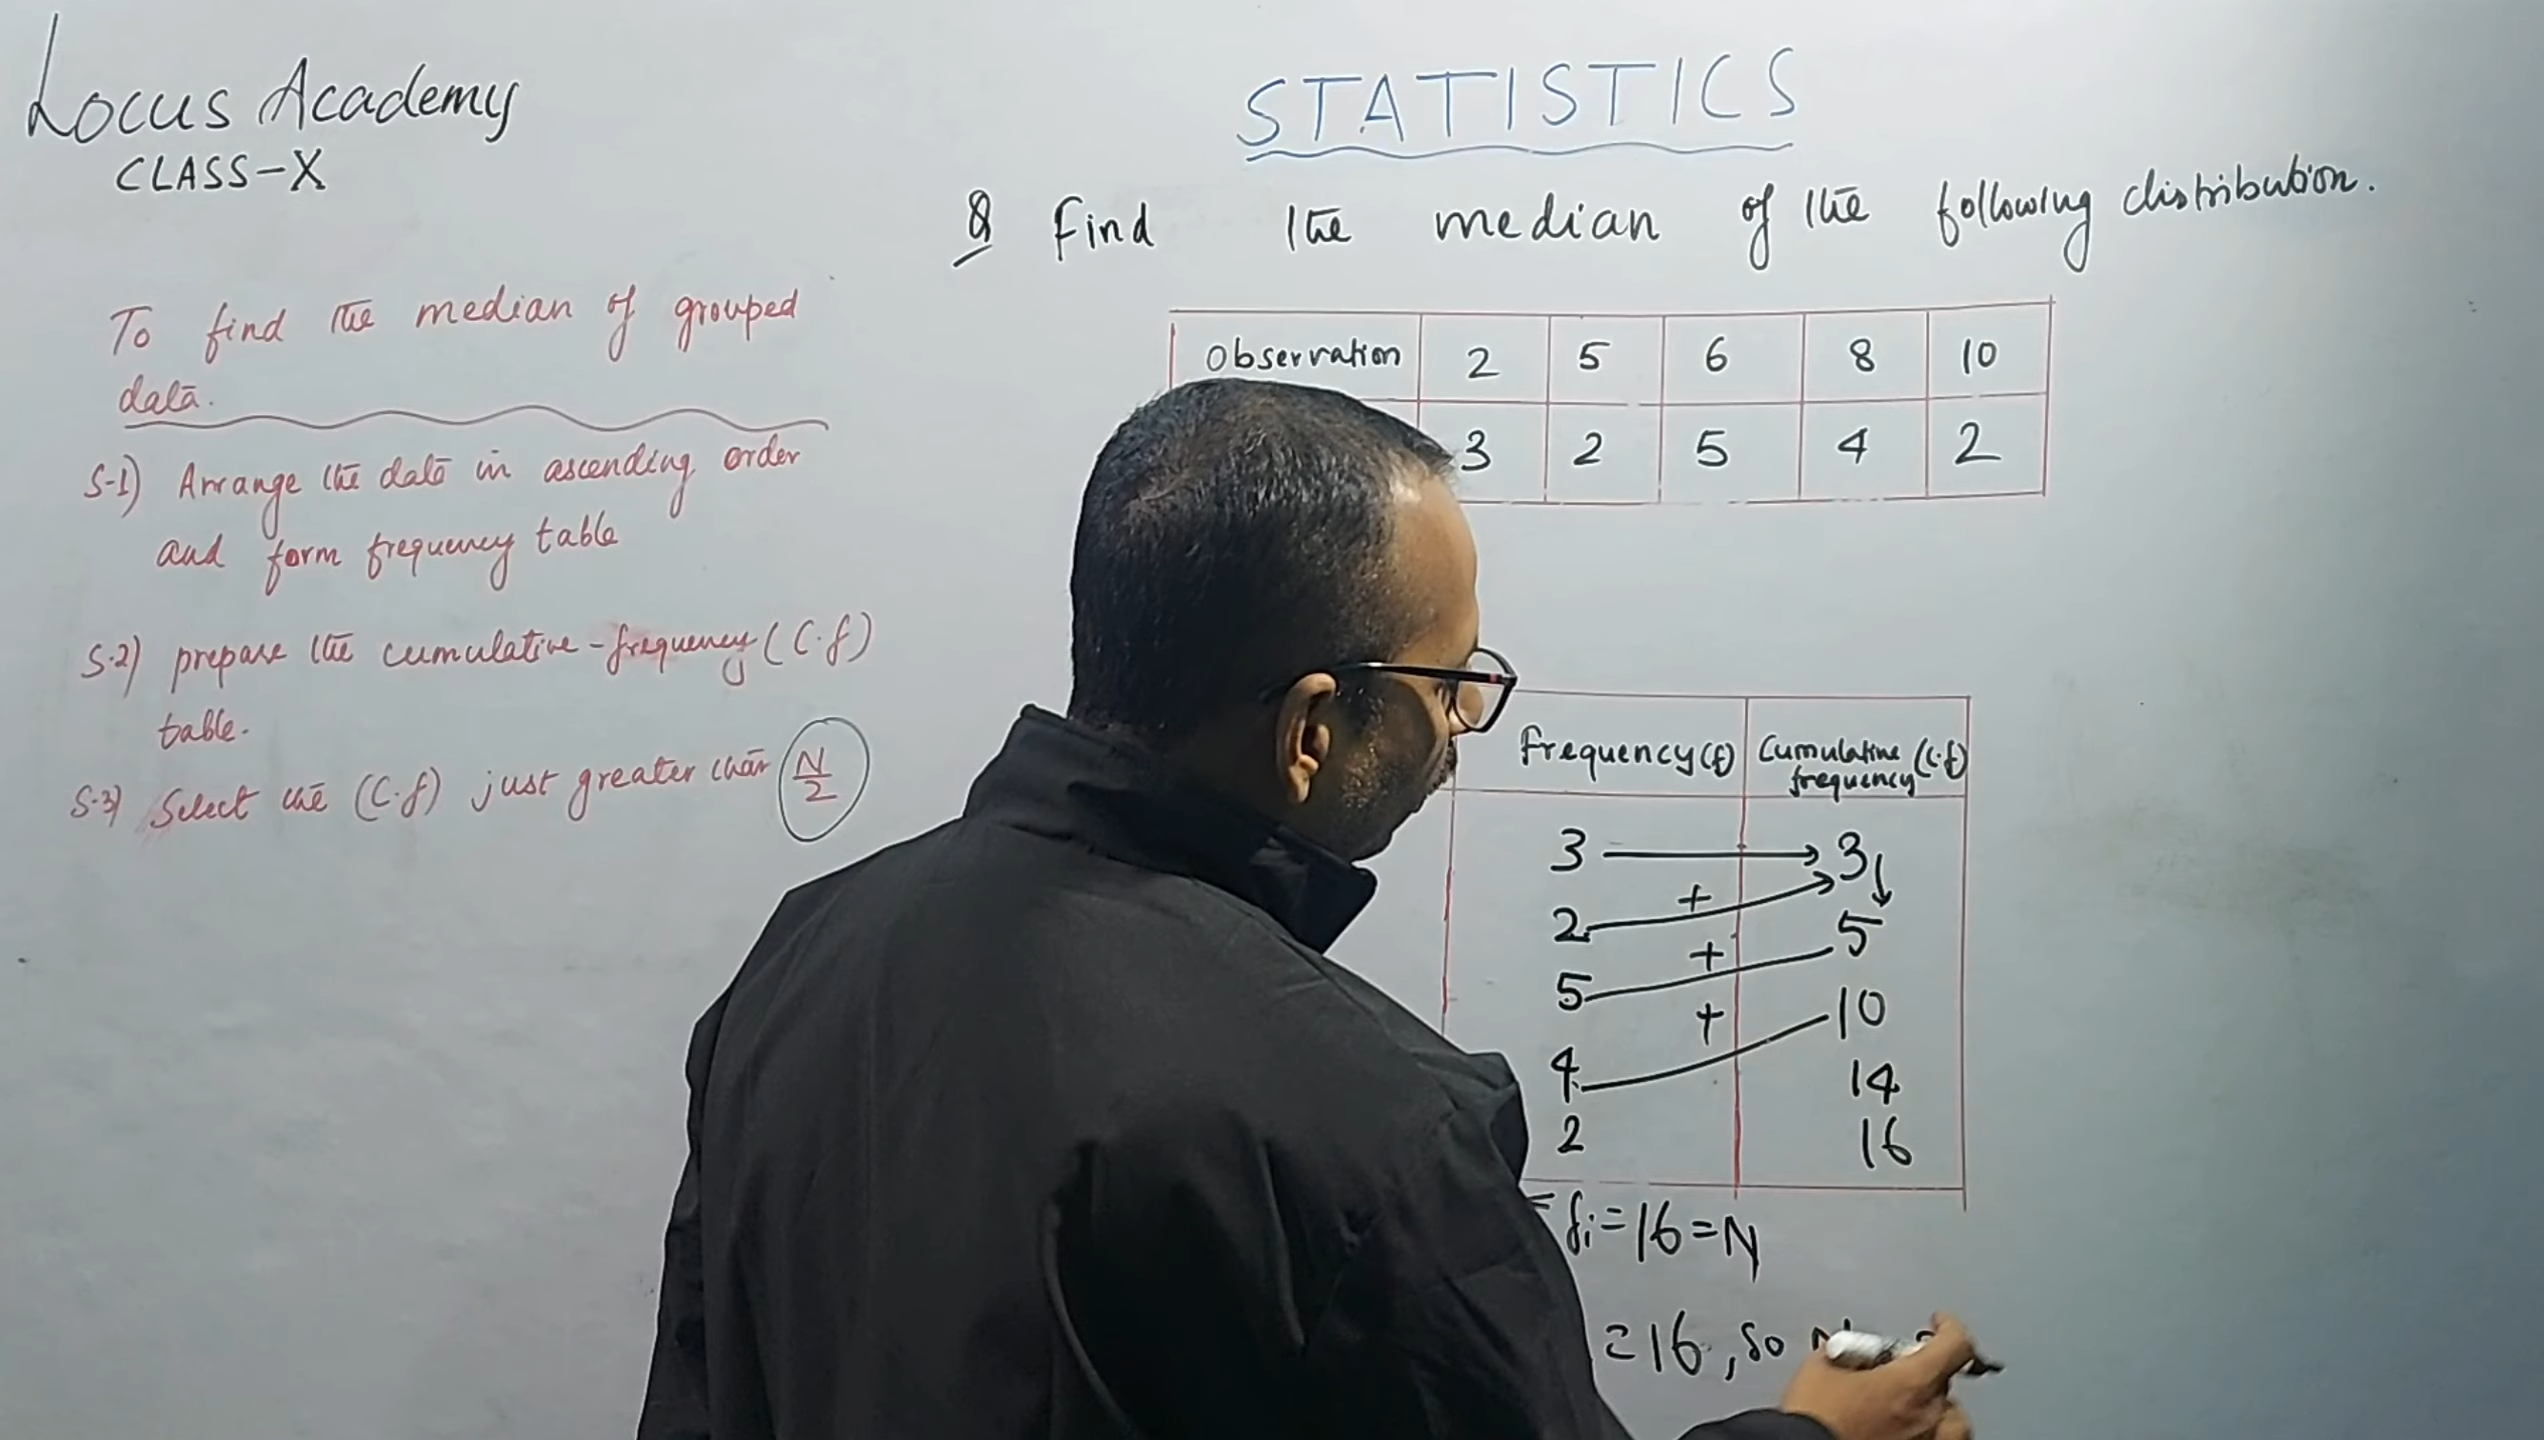 Locus Academy
CLASS-X
STATISTICS
Q Find the median of the following distribution.
To find the median of grouped
data.
S-1) Arrange the data in ascending order
and form frequency table
S-2) prepare the cumulative-frequency (C.f)
table.
S-3) Select the (C.f) just greater than N/2
Observation 2 5 6 8 10
3 2 5 4 2
Frequency(f) Cumulative frequency (c.f)
3 → 3
2 + 5
5 + 10
4 + 14
2 16
fi=16=N
=16, so